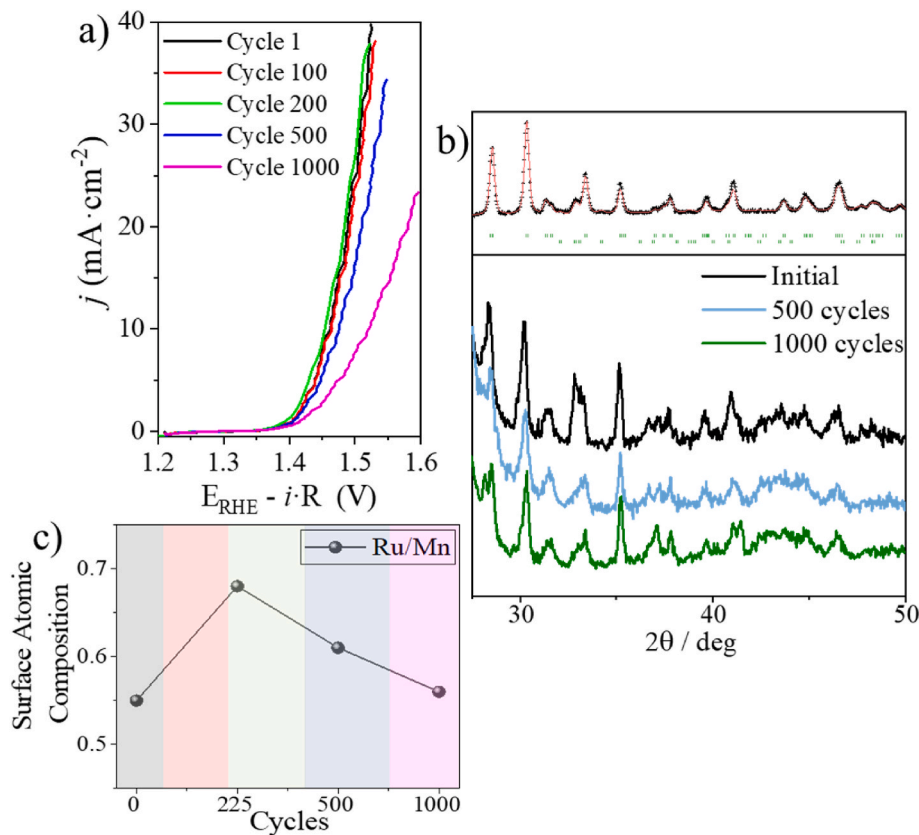 a)
40
30
20
10
0
j (mA·cm⁻²)
Cycle 1
Cycle 100
Cycle 200
Cycle 500
Cycle 1000
1.2 1.3 1.4 1.5 1.6
E_RHE - i·R (V)
b)
Initial
500 cycles
1000 cycles
30 40 50
2θ / deg
c)
Ru/Mn
0.7
0.6
0.5
Surface Atomic
Composition
0 225 500 1000
Cycles